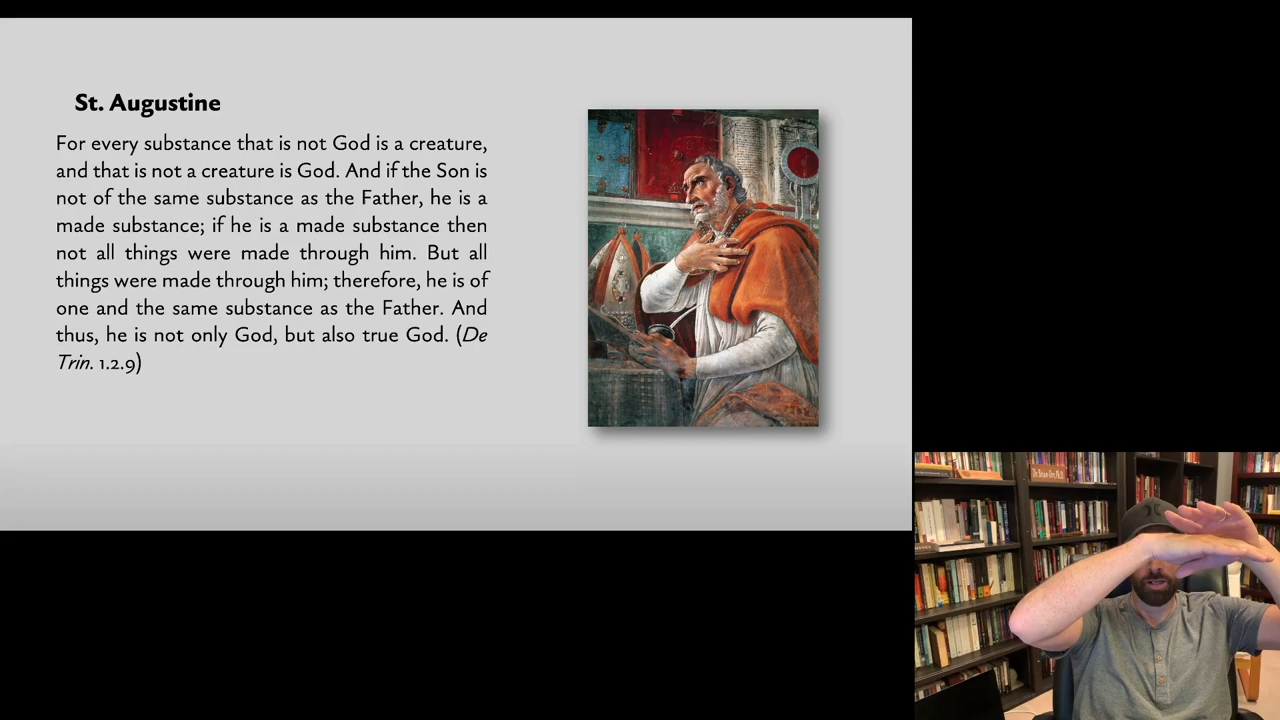 St. Augustine
For every substance that is not God is a creature,
and that is not a creature is God. And if the Son is
not of the same substance as the Father, he is a
made substance; if he is a made substance then
not all things were made through him. But all
things were made through him; therefore, he is of
one and the same substance as the Father. And
thus, he is not only God, but also true God. (De
Trin. 1.2.9)